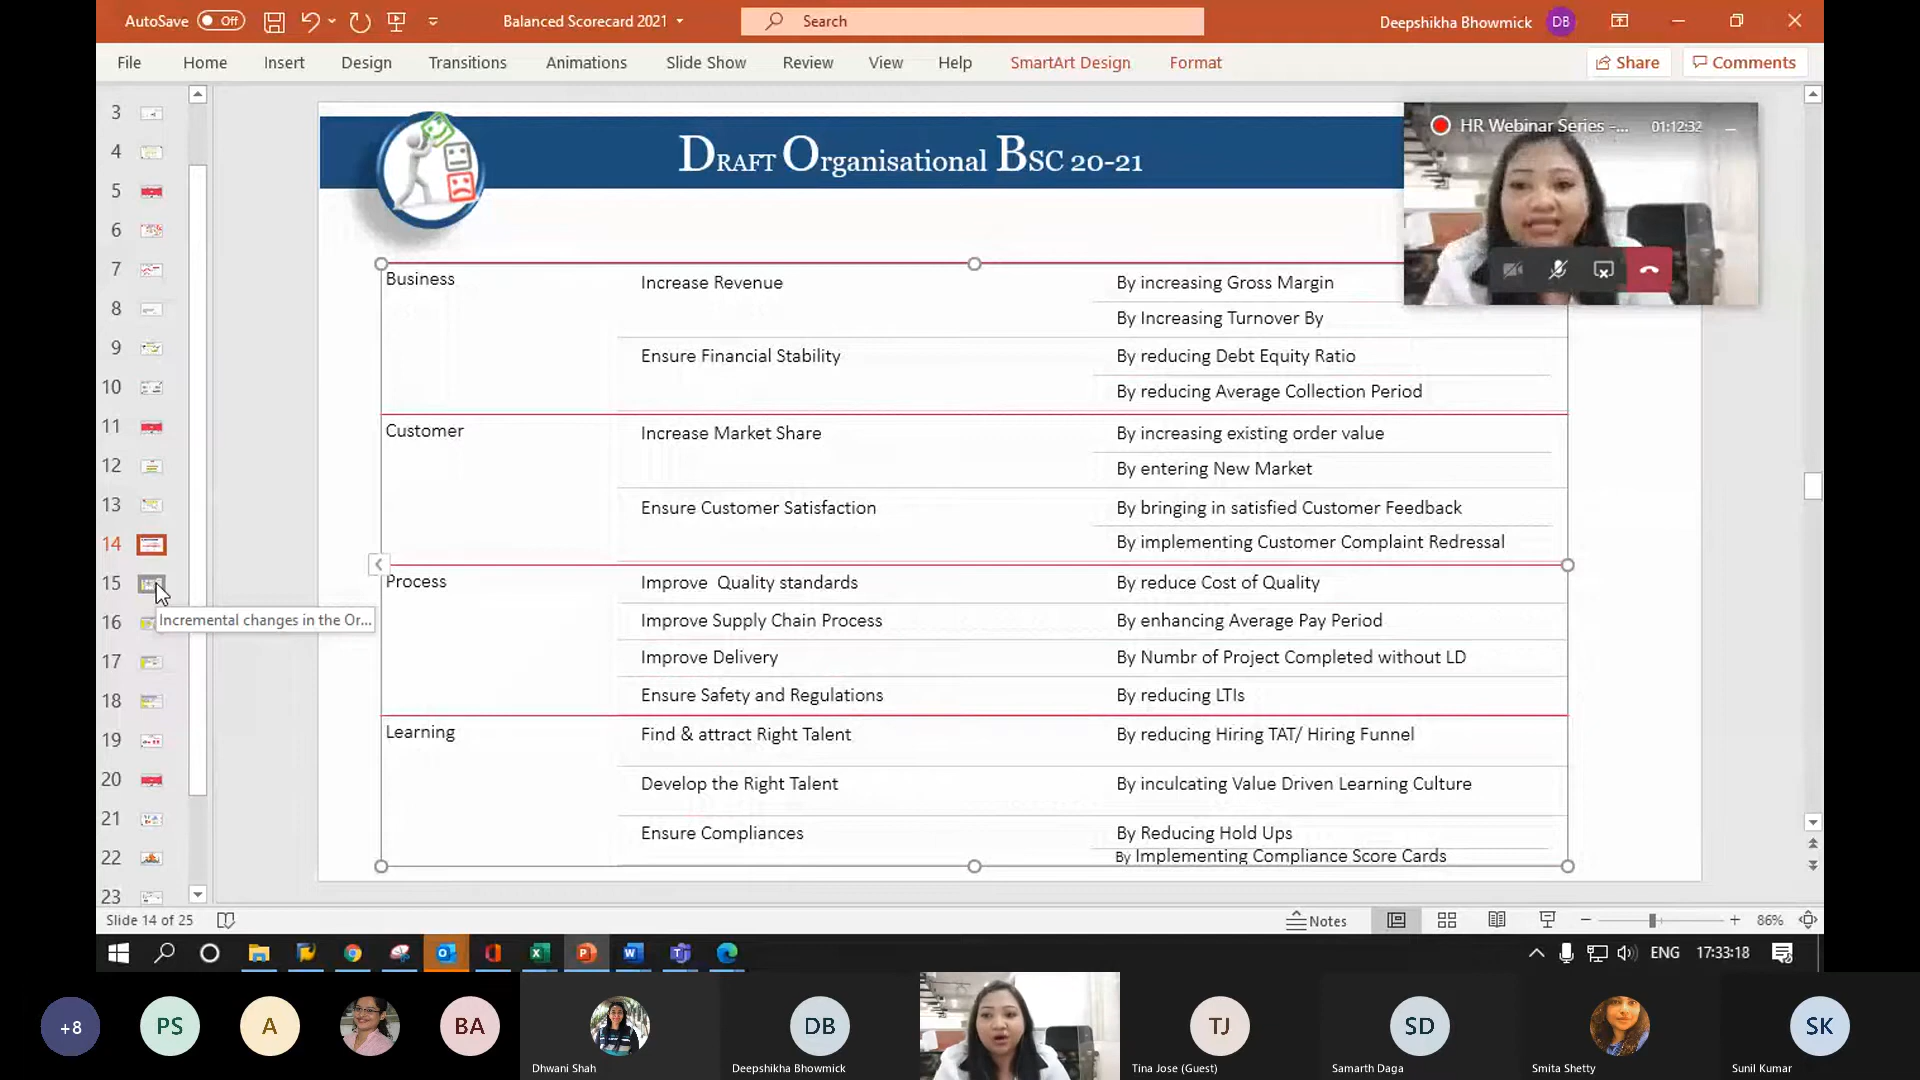 AutoSave Off Balanced Scorecard 2021 Search Deepshikha Bhowmick DB
File Home Insert Design Transitions Animations Slide Show Review View Help SmartArt Design Format Share Comments
3
4
5
6
7
8
9
10
11
12
13
14
15
Incremental changes in the Or...
16
17
18
19
20
21
22
23
DRAFT Organisational BSC 20-21
HR Webinar Series -... 01:12:32
Business Increase Revenue By increasing Gross Margin
By Increasing Turnover By
Ensure Financial Stability By reducing Debt Equity Ratio
By reducing Average Collection Period
Customer Increase Market Share By increasing existing order value
By entering New Market
Ensure Customer Satisfaction By bringing in satisfied Customer Feedback
By implementing Customer Complaint Redressal
Process Improve Quality standards By reduce Cost of Quality
Improve Supply Chain Process By enhancing Average Pay Period
Improve Delivery By Numbr of Project Completed without LD
Ensure Safety and Regulations By reducing LTIs
Learning Find & attract Right Talent By reducing Hiring TAT/ Hiring Funnel
Develop the Right Talent By inculcating Value Driven Learning Culture
Ensure Compliances By Reducing Hold Ups
By Implementing Compliance Score Cards
Slide 14 of 25 Notes 86%
ENG 17:33:18
+8 PS A BA DB TJ SD SK
Dhwani Shah Deepshikha Bhowmick Tina Jose (Guest) Samarth Daga Smita Shetty Sunil Kumar